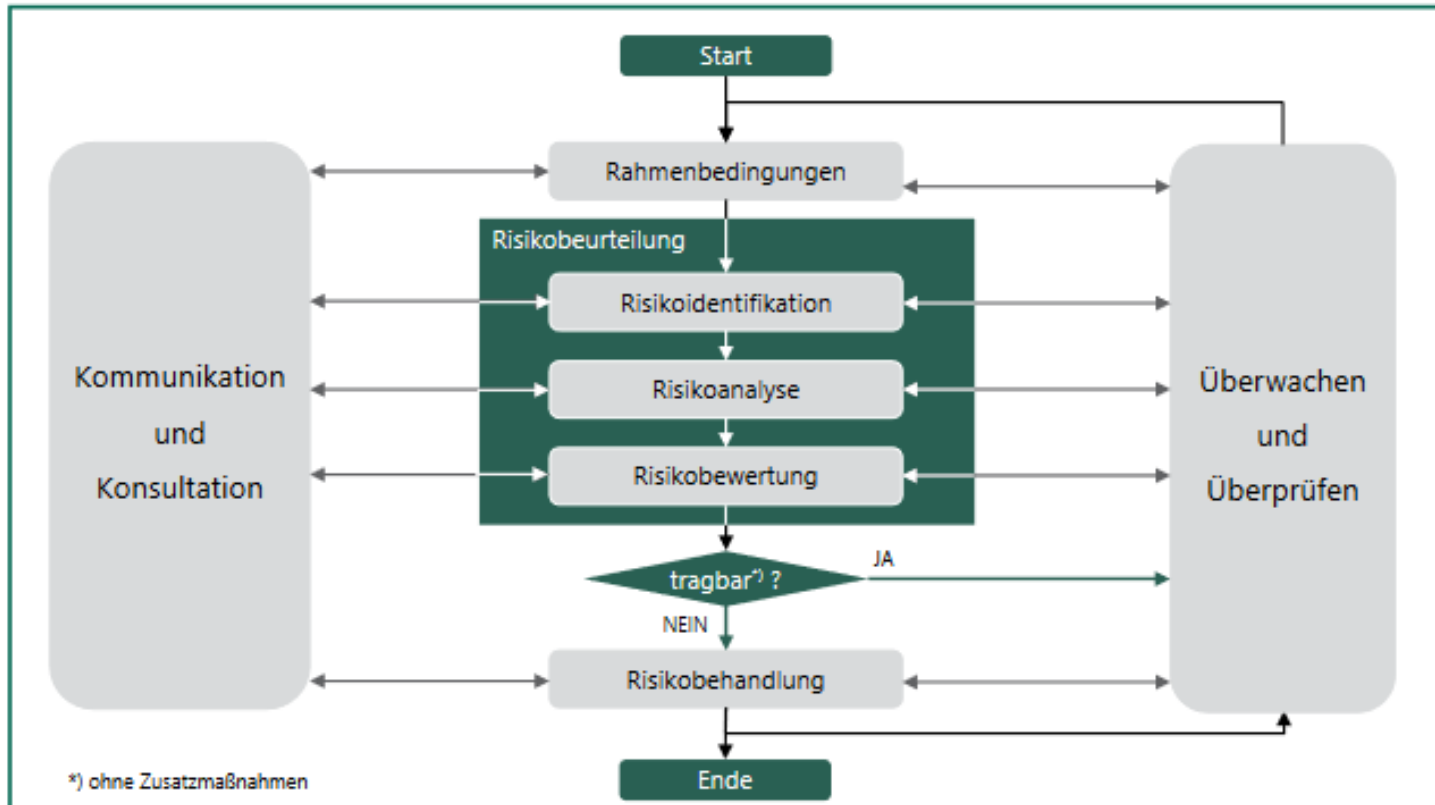 Start
Rahmenbedingungen
Risikobeurteilung
Risikoidentifikation
Kommunikation
und
Konsultation
Risikoanalyse
Überwachen
und
Überprüfen
Risikobewertung
tragbar*) ?
JA
NEIN
Risikobehandlung
Ende
*) ohne Zusatzmaßnahmen